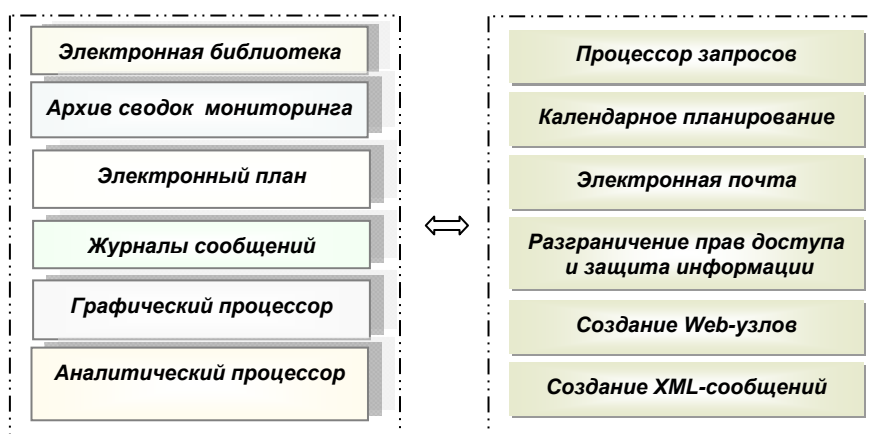 Электронная библиотека
Архив сводок мониторинга
Электронный план
Журналы сообщений
Графический процессор
Аналитический процессор
Процессор запросов
Календарное планирование
Электронная почта
Разграничение прав доступа
и защита информации
Создание Web-узлов
Создание XML-сообщений